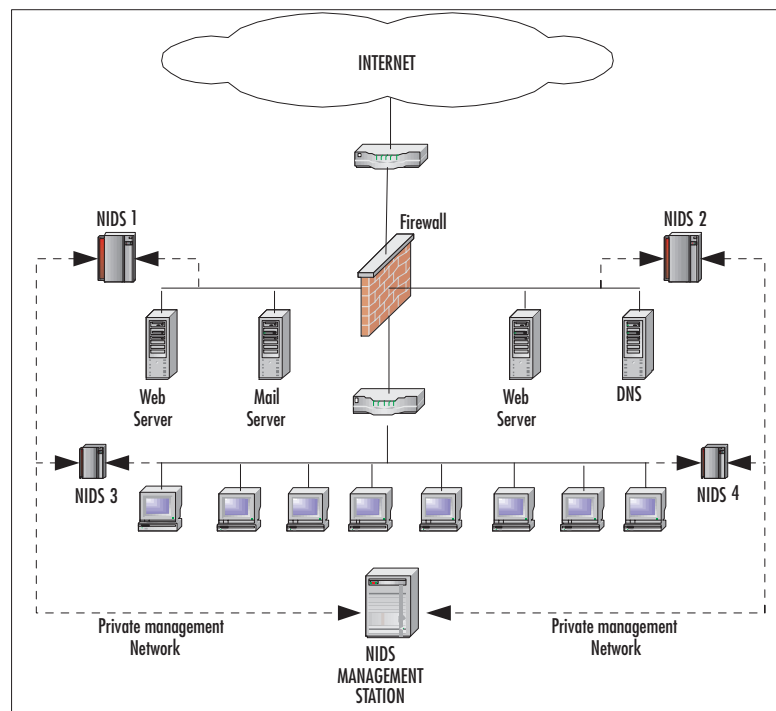 INTERNET
NIDS 1
Firewall
NIDS 2
Web
Server
Mail
Server
Web
Server
DNS
NIDS 3
NIDS 4
Private management
Network
NIDS
MANAGEMENT
STATION
Private management
Network